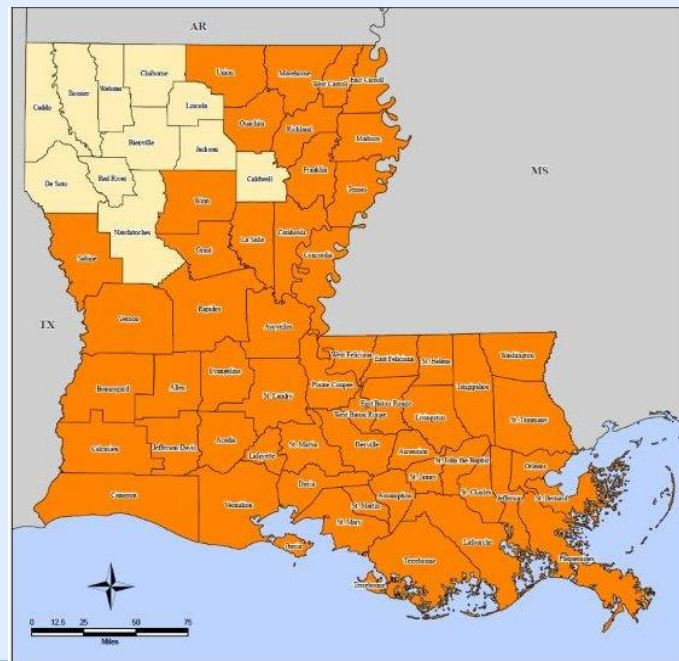 AR
Union
Morehouse
West Carroll
East Carroll
Claiborne
Webster
Bossier
Caddo
Lincoln
Ouachita
Richland
Madison
Bienville
Jackson
Franklin
Tensas
Caldwell
De Soto
Red River
MS
Winn
Natchitoches
La Salle
Catahoula
Concordia
Sabine
Grant
TX
Vernon
Rapides
Avoyelles
West Feliciana
East Feliciana
St. Helena
Washington
Beauregard
Allen
Evangeline
St. Landry
Pointe Coupee
Tangipahoa
East Baton Rouge
West Baton Rouge
Livingston
St. Tammany
Calcasieu
Jefferson Davis
Acadia
Lafayette
St. Martin
Iberville
Ascension
St. John the Baptist
Orleans
St. James
St. Charles
Jefferson
St. Bernard
Cameron
Vermilion
Iberia
Assumption
St. Martin
St. Mary
Lafourche
Iberia
Terrebonne
Plaquemines
Terrebonne
0 12.5 25 50 75
Miles